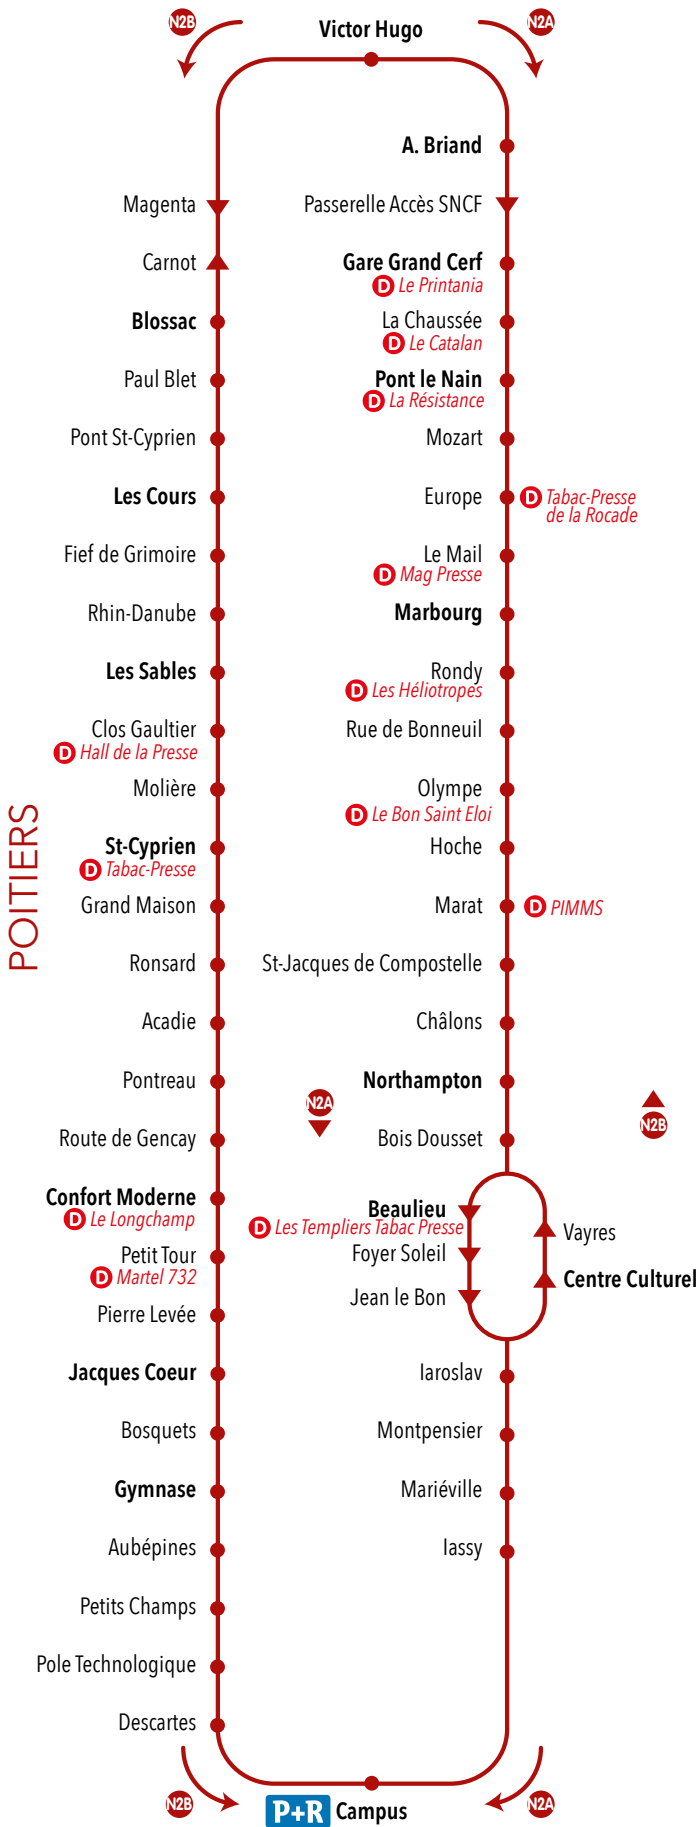 N2B
N2A
Victor Hugo
Magenta
Carnot
Blossac
Paul Blet
Pont St-Cyprien
Les Cours
Fief de Grimoire
Rhin-Danube
Les Sables
Clos Gaultier
D Hall de la Presse
Molière
St-Cyprien
D Tabac-Presse
Grand Maison
Ronsard
Acadie
Pontreau
Route de Gencay
Confort Moderne
D Le Longchamp
Petit Tour
D Martel 732
Pierre Levée
Jacques Coeur
Bosquets
Gymnase
Aubépines
Petits Champs
Pole Technologique
Descartes
POITIERS
A. Briand
Passerelle Accès SNCF
Gare Grand Cerf
D Le Printania
La Chaussée
D Le Catalan
Pont le Nain
D La Résistance
Mozart
Europe
D Tabac-Presse
de la Rocade
Le Mail
D Mag Presse
Marbourg
Rondy
D Les Héliotropes
Rue de Bonneuil
Olympe
D Le Bon Saint Eloi
Hoche
Marat
D PIMMS
St-Jacques de Compostelle
Châlons
Northampton
N2A
N2B
Bois Dousset
Beaulieu
D Les Templiers Tabac Presse
Foyer Soleil
Jean le Bon
Vayres
Centre Culturel
Iaroslav
Montpensier
Mariéville
Iassy
N2B
N2A
P+R Campus